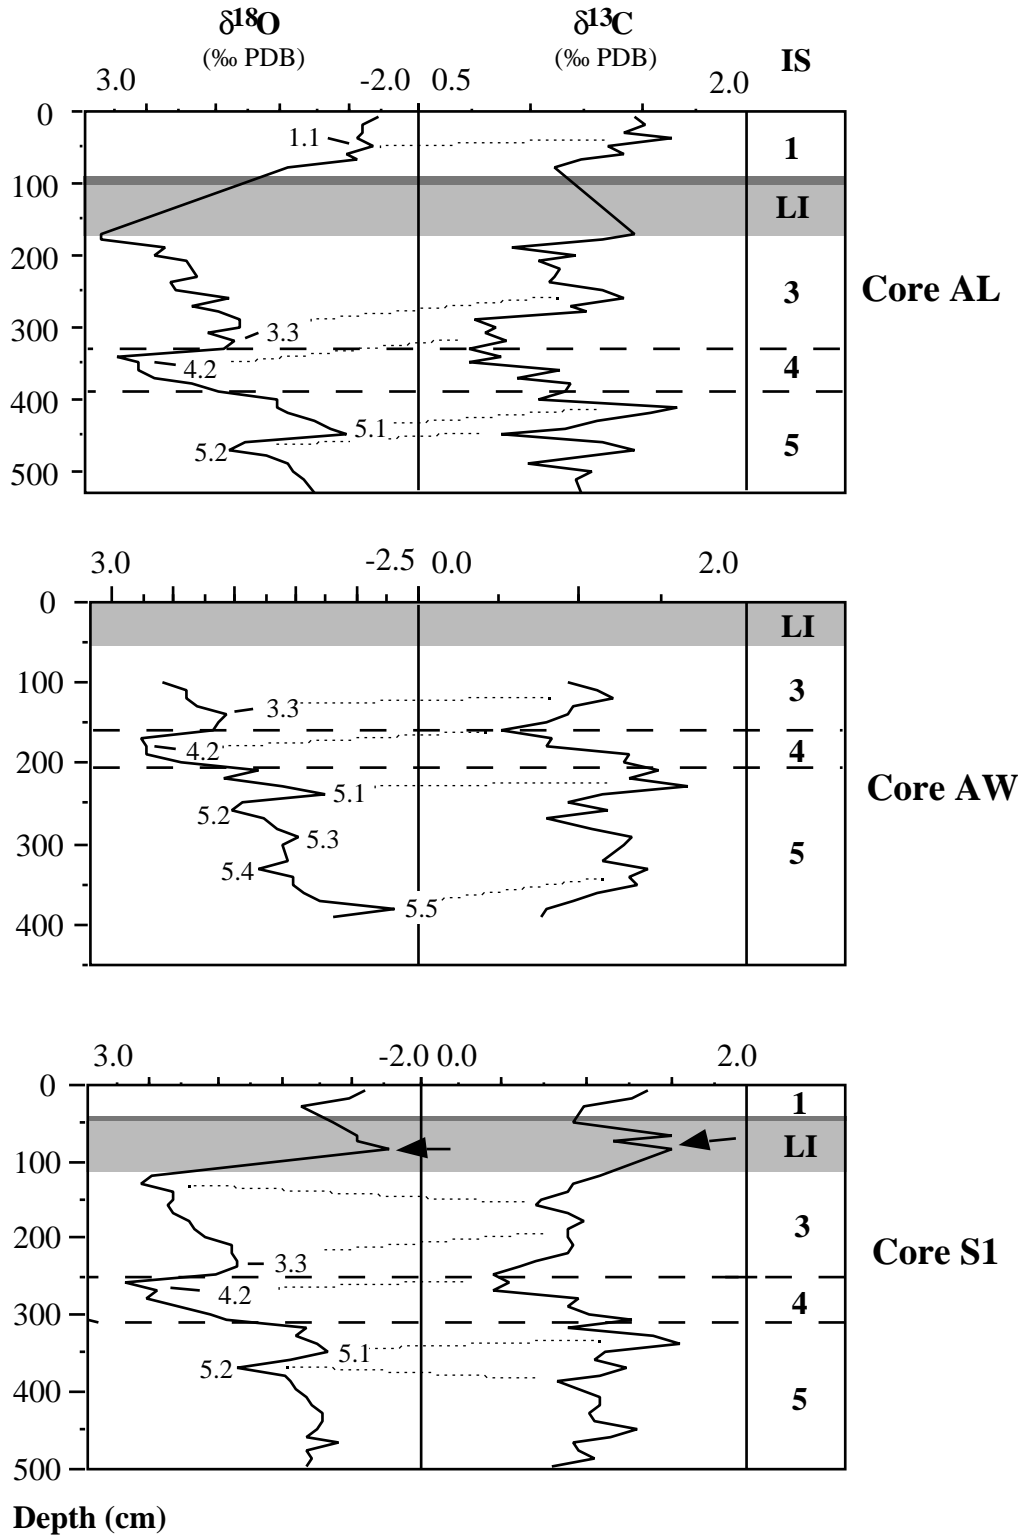 δ18O δ13C
(‰ PDB) (‰ PDB) IS
3.0 -2.0 0.5 2.0
0
1.1 1
100
LI
200
3 Core AL
300 3.3
4.2 4
400
5.1
5.2 5
500
3.0 -2.5 0.0 2.0
0
LI
100
3.3 3
4.2 4
200
5.1 Core AW
5.2
5.3
300 5
5.4
5.5
400
3.0 -2.0 0.0 2.0
0
1
100 LI
200 3
Core S1
3.3
4.2 4
300
5.1
5.2
400 5
500
Depth (cm)